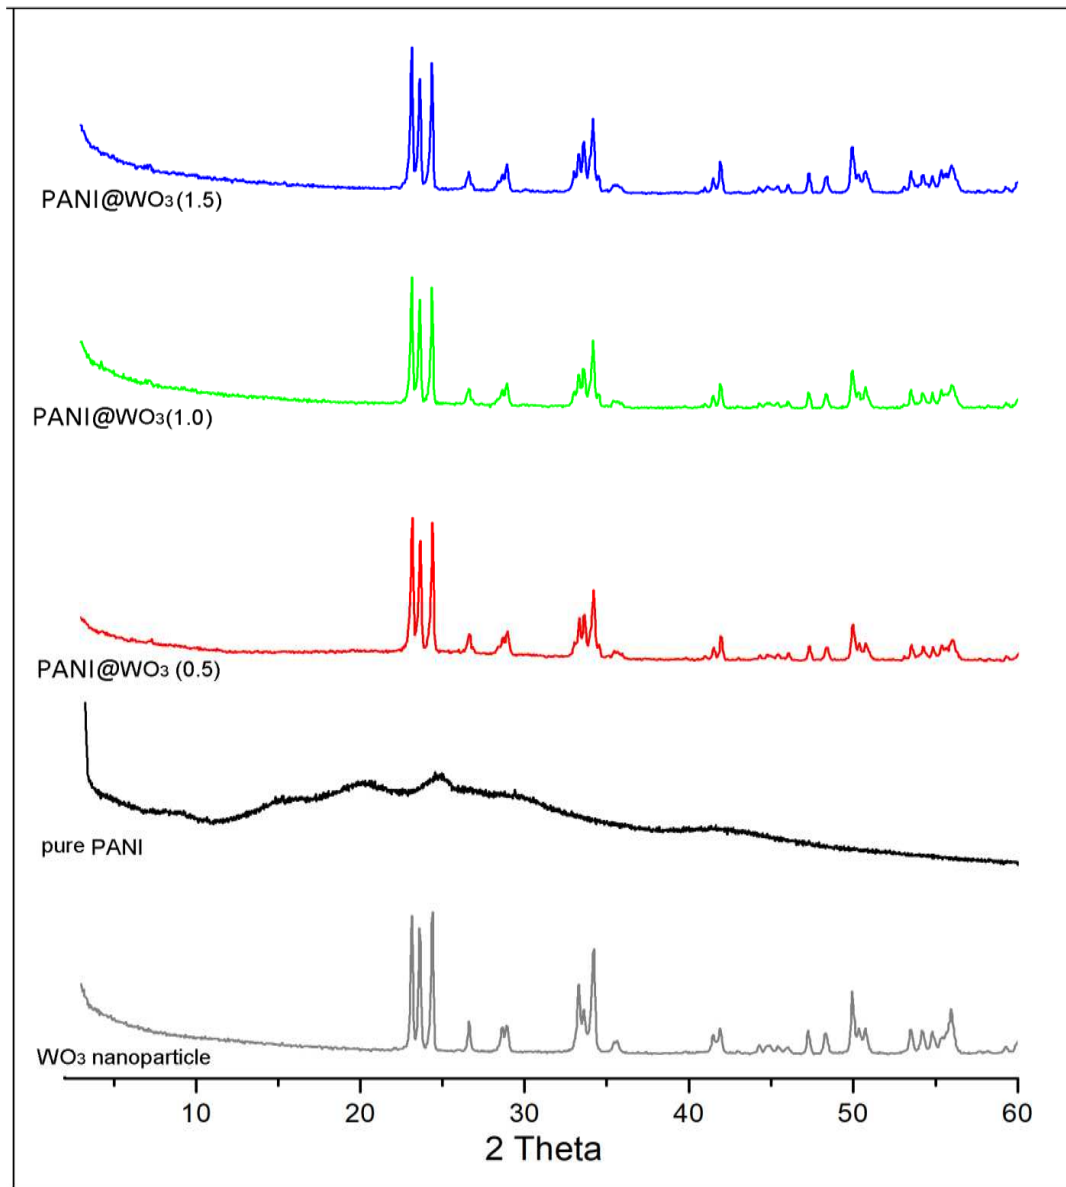 PANI@WO3 (1.5)
PANI@WO3(1.0)
PANI@WO3 (0.5)
pure PANI
WO3 nanoparticle
10 20 30 40 50 60
2 Theta